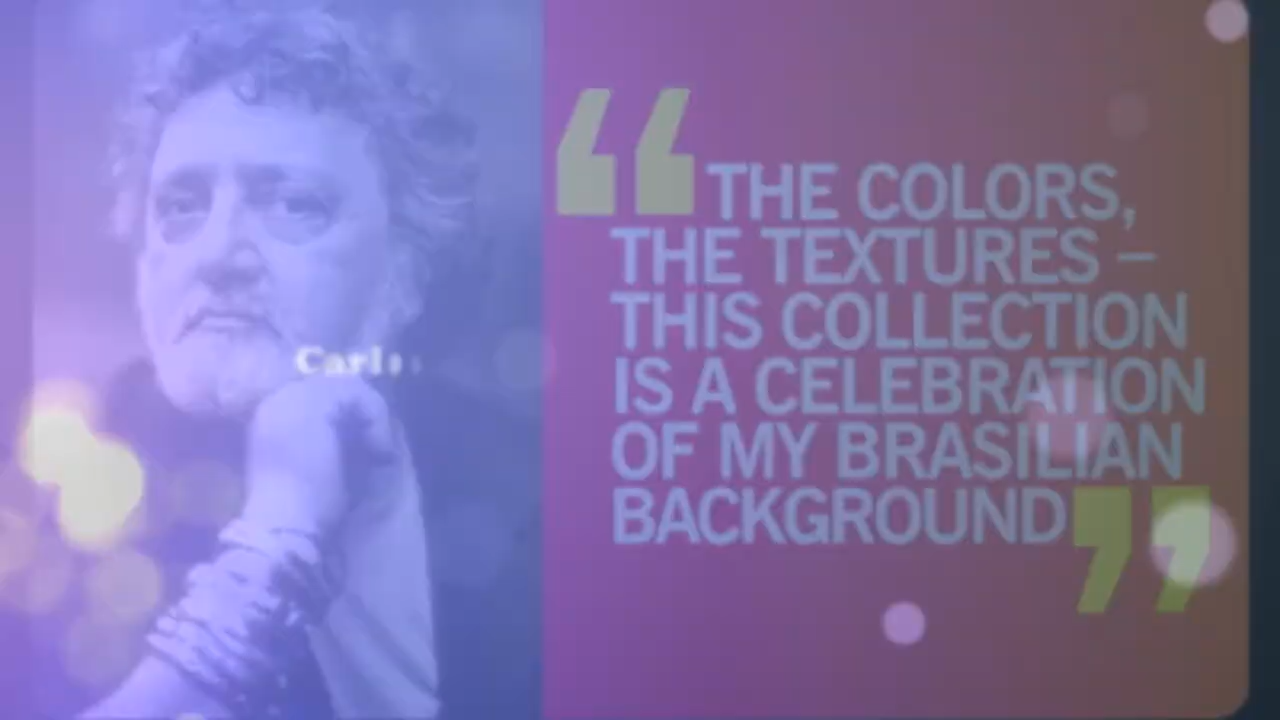 “THE COLORS,
THE TEXTURES –
THIS COLLECTION
IS A CELEBRATION
OF MY BRASILIAN
BACKGROUND”